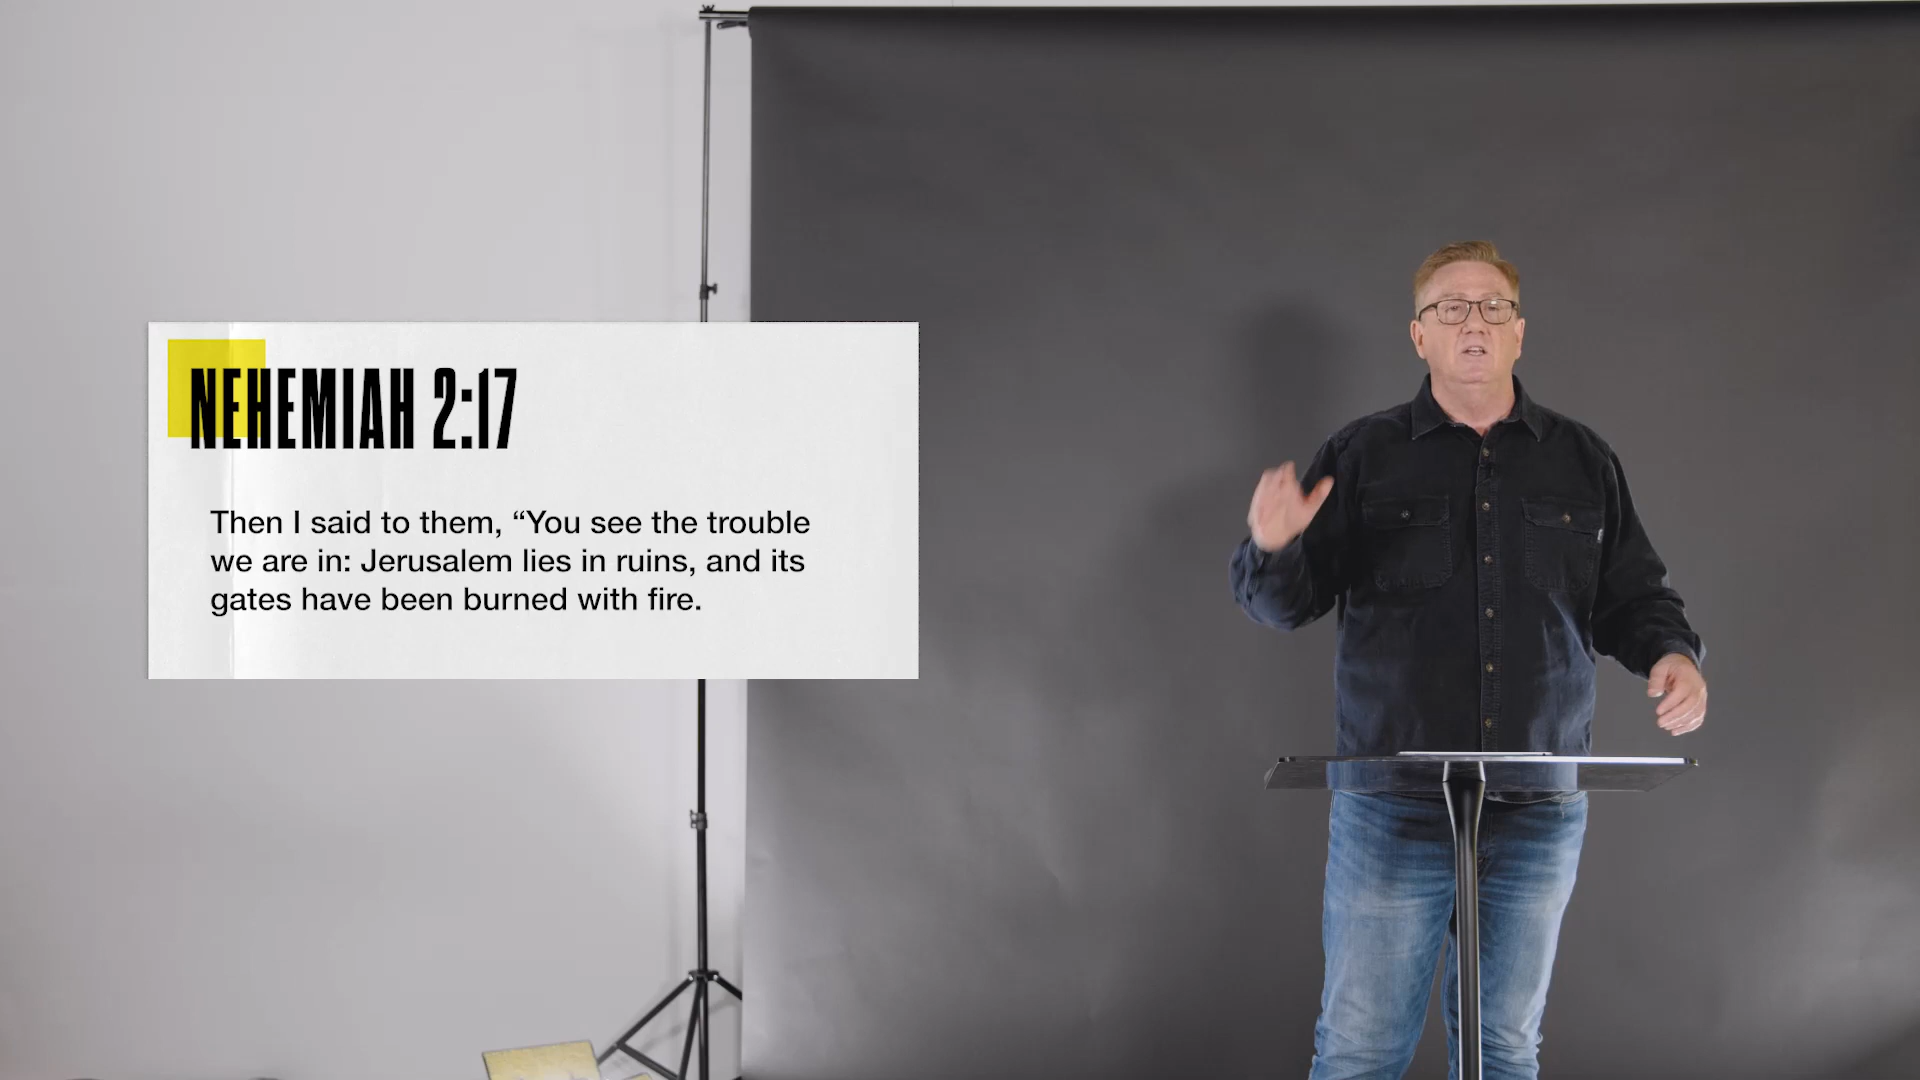 NEHEMIAH 2:17
Then I said to them, “You see the trouble
we are in: Jerusalem lies in ruins, and its
gates have been burned with fire.